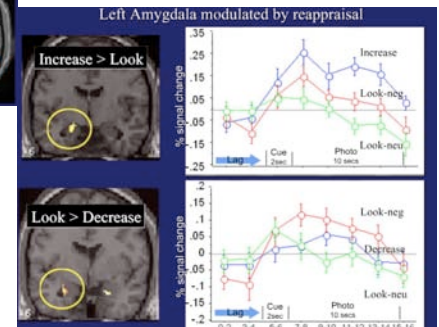 Left Amygdala modulated by reappraisal
Increase > Look
% signal change
.35
.25
.15
.05
-.05
-.15
-.25
Increase
Look-neg
Look-neu
Lag
Cue
2sec
Photo
10 secs
Look > Decrease
% signal change
.2
.15
.1
.05
0
-.05
-.1
-.15
-.2
Look-neg
Decrease
Look-neu
Lag
Cue
2sec
Photo
10 secs